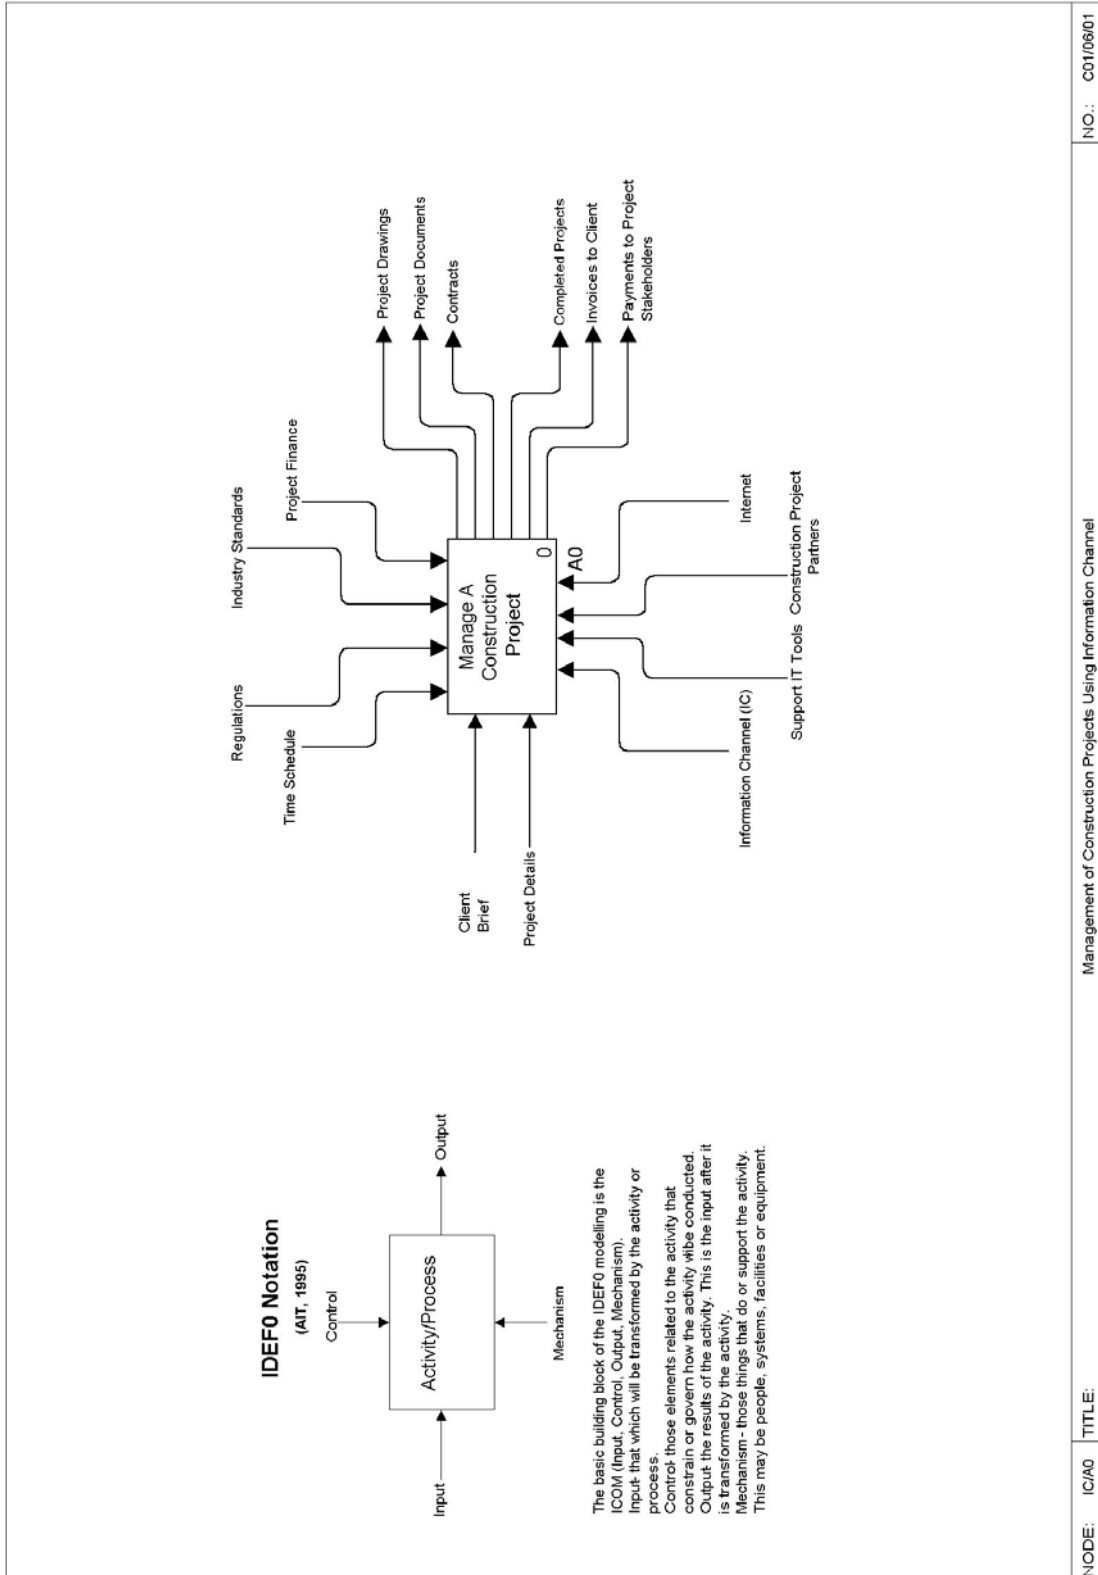 IDEF0 Notation
(AIT, 1995)
Control
Input
Activity/Process
Output
Mechanism
The basic building block of the IDEF0 modelling is the
ICOM (Input, Control, Output, Mechanism).
Input- that which will be transformed by the activity or
process.
Control- those elements related to the activity that
constrain or govern how the activity wibe conducted.
Output- the results of the activity. This is the input after it
is transformed by the activity.
Mechanism - those things that do or support the activity.
This may be people, systems, facilities or equipment.
Regulations
Industry Standards
Time Schedule
Project Finance
Client
Brief
Project Details
Manage A
Construction
Project
0
A0
Project Drawings
Project Documents
Contracts
Completed Projects
Invoices to Client
Payments to Project
Stakeholders
Information Channel (IC)
Internet
Support IT Tools
Construction Project
Partners
NODE: IC/A0
TITLE: Management of Construction Projects Using Information Channel
NO.: C01/06/01